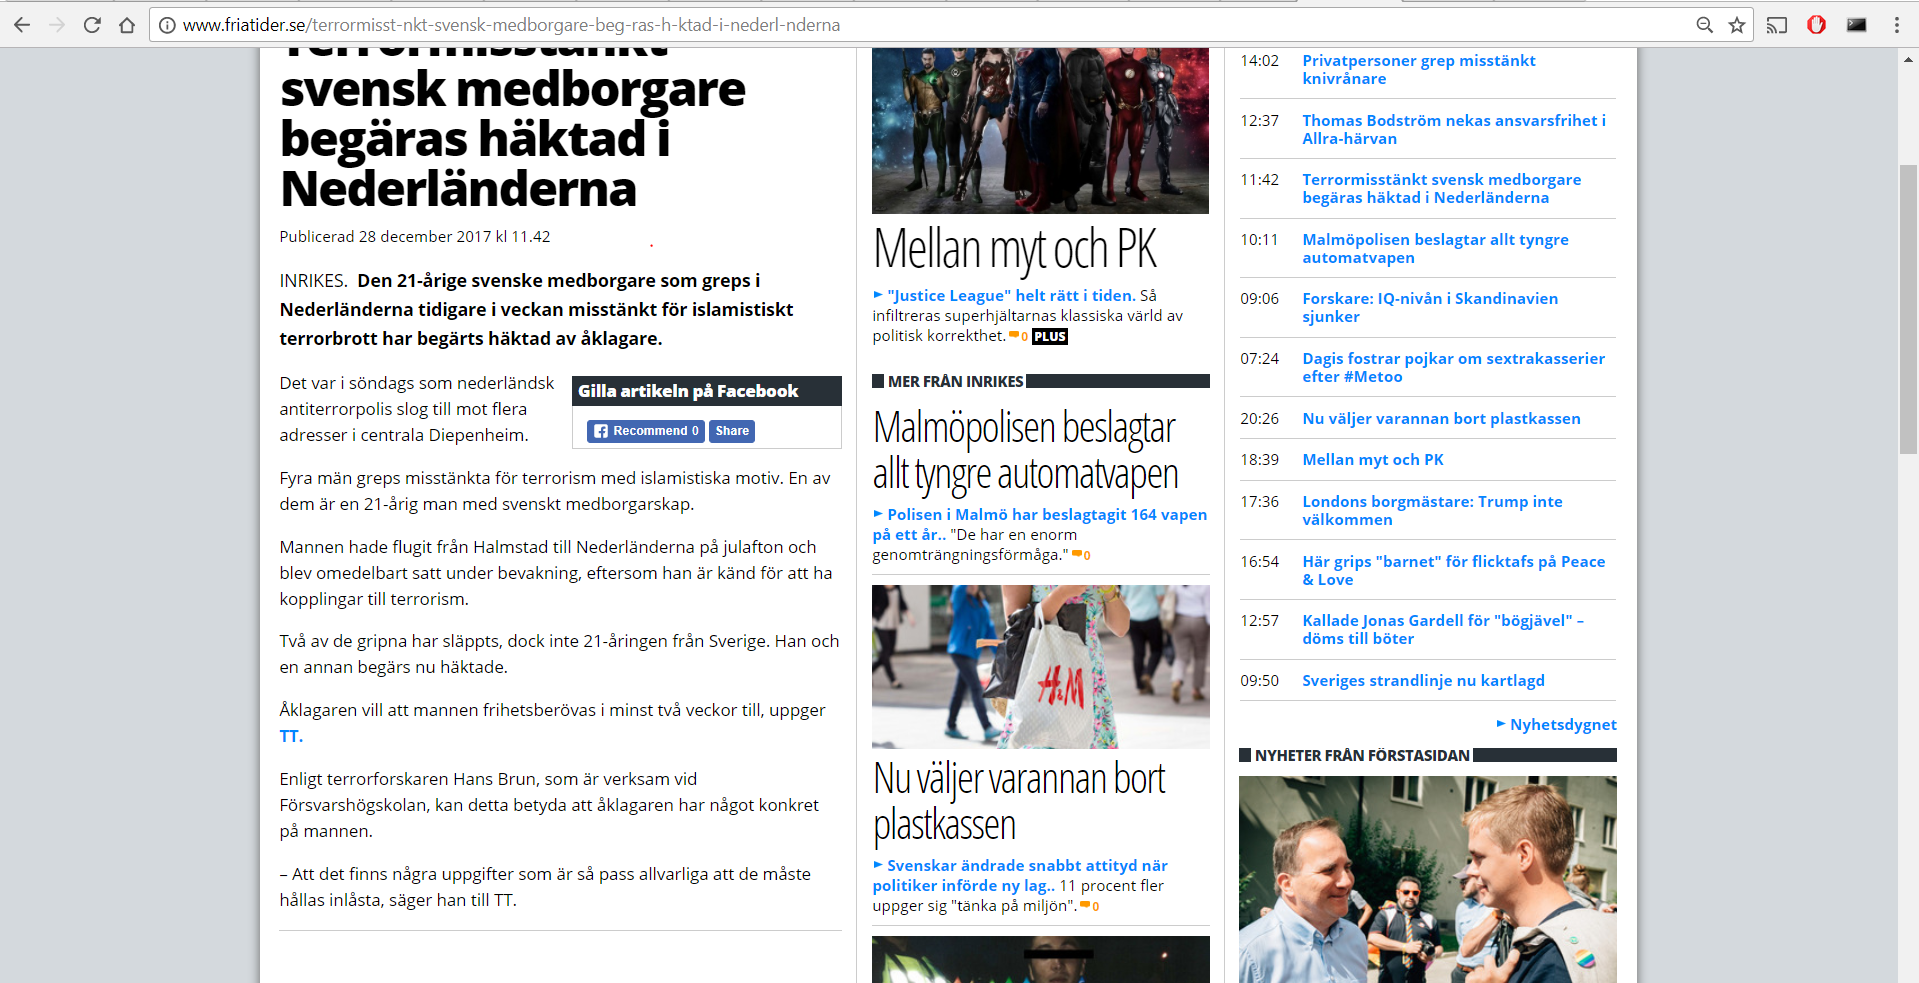 www.friatider.se/terrormisst-nkt-svensk-medborgare-beg-ras-h-ktad-i-nederl-nderna
Terrormisstänkt
svensk medborgare
begäras häktad i
Nederländerna
Publicerad 28 december 2017 kl 11.42
INRIKES. Den 21-årige svenske medborgare som greps i
Nederländerna tidigare i veckan misstänkt för islamistiskt
terrorbrott har begärts häktad av åklagare.
Det var i söndags som nederländsk
antiterrorpolis slog till mot flera
adresser i centrala Diepenheim.
Gilla artikeln på Facebook
Recommend 0
Share
Fyra män greps misstänkta för terrorism med islamistiska motiv. En av
dem är en 21-årig man med svenskt medborgarskap.
Mannen hade flugit från Halmstad till Nederländerna på julafton och
blev omedelbart satt under bevakning, eftersom han är känd för att ha
kopplingar till terrorism.
Två av de gripna har släppts, dock inte 21-åringen från Sverige. Han och
en annan begärs nu häktade.
Åklagaren vill att mannen frihetsberövas i minst två veckor till, uppger
TT.
Enligt terrorforskaren Hans Brun, som är verksam vid
Försvarshögskolan, kan detta betyda att åklagaren har något konkret
på mannen.
– Att det finns några uppgifter som är så pass allvarliga att de måste
hållas inlåsta, säger han till TT.
Mellan myt och PK
"Justice League" helt rätt i tiden. Så
infiltreras superhjältarnas klassiska värld av
politisk korrekthet. 0 PLUS
MER FRÅN INRIKES
Malmöpolisen beslagtar
allt tyngre automatvapen
Polisen i Malmö har beslagtagit 164 vapen
på ett år.. "De har en enorm
genomträngningsförmåga." 0
H&M
Nu väljer varannan bort
plastkassen
Svenskar ändrade snabbt attityd när
politiker införde ny lag.. 11 procent fler
uppger sig "tänka på miljön". 0
14:02 Privatpersoner grep misstänkt
knivrånare
12:37 Thomas Bodström nekas ansvarsfrihet i
Allra-härvan
11:42 Terrormisstänkt svensk medborgare
begäras häktad i Nederländerna
10:11 Malmöpolisen beslagtar allt tyngre
automatvapen
09:06 Forskare: IQ-nivån i Skandinavien
sjunker
07:24 Dagis fostrar pojkar om sextrakasserier
efter #Metoo
20:26 Nu väljer varannan bort plastkassen
18:39 Mellan myt och PK
17:36 Londons borgmästare: Trump inte
välkommen
16:54 Här grips "barnet" för flicktafs på Peace
& Love
12:57 Kallade Jonas Gardell för "bögjävel" –
döms till böter
09:50 Sveriges strandlinje nu kartlagd
Nyhetsdygnet
NYHETER FRÅN FÖRSTASIDAN